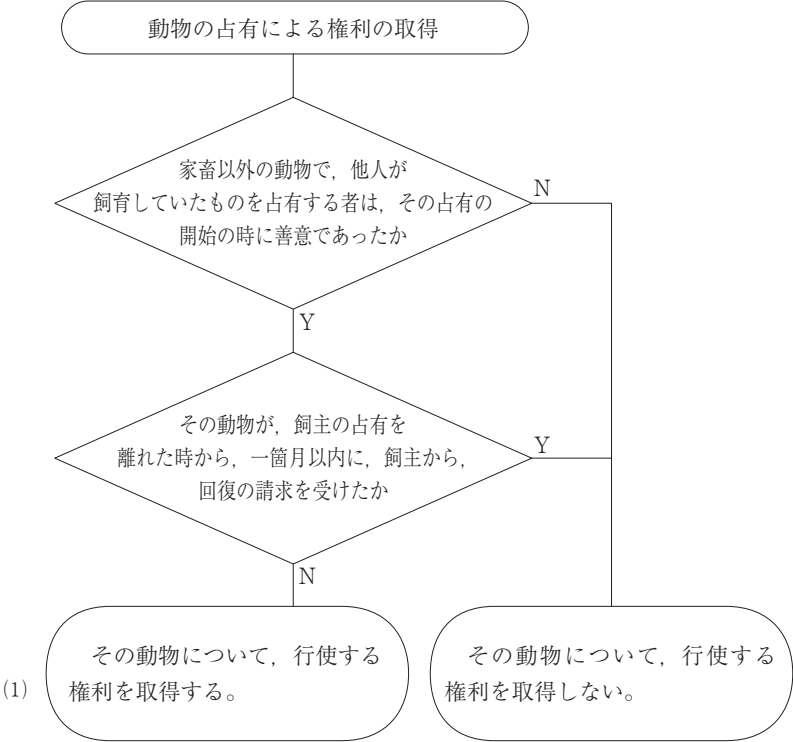 動物の占有による権利の取得
家畜以外の動物で，他人が
飼育していたものを占有する者は，その占有の
開始の時に善意であったか
N
Y
その動物が，飼主の占有を
離れた時から，一箇月以内に，飼主から，
回復の請求を受けたか
Y
N
(1)
その動物について，行使する
権利を取得する。
その動物について，行使する
権利を取得しない。